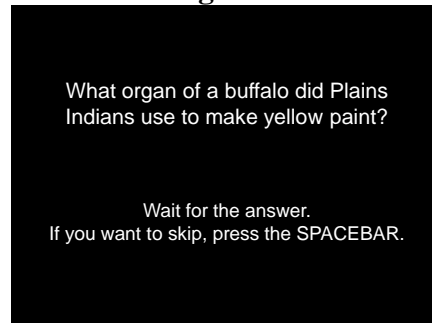 What organ of a buffalo did Plains
Indians use to make yellow paint?
Wait for the answer.
If you want to skip, press the SPACEBAR.